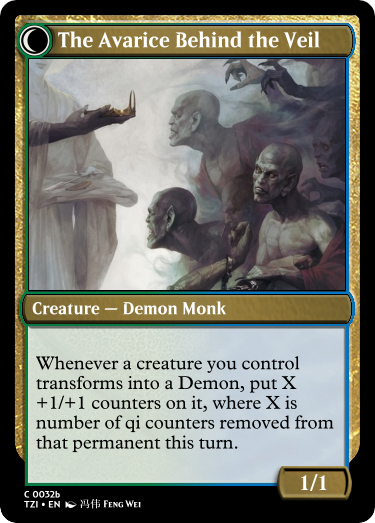 The Avarice Behind the Veil
Creature — Demon Monk
Whenever a creature you control
transforms into a Demon, put X
+1/+1 counters on it, where X is
number of qi counters removed from
that permanent this turn.
1/1
C 0032b
TZI • EN 冯伟 Feng Wei